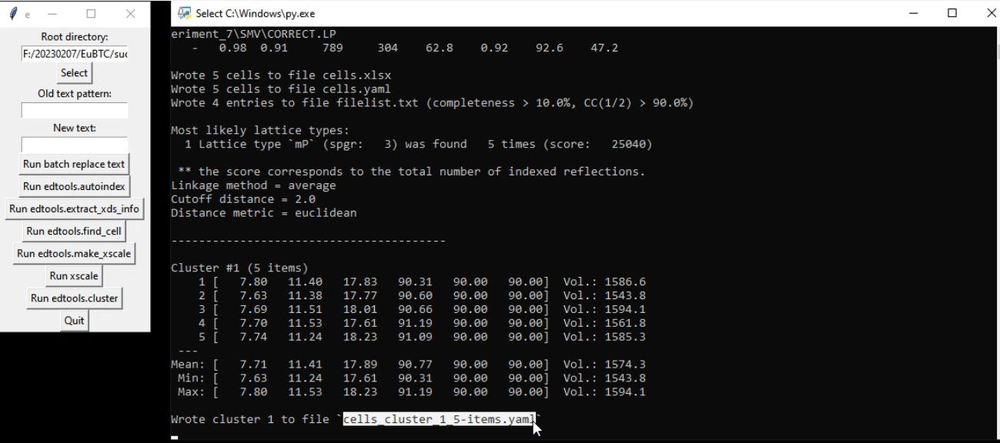 e
Root directory:
F:/20230207/EuBTC/suc
Select
Old text pattern:
New text:
Run batch replace text
Run edtools.autoindex
Run edtools.extract_xds_info
Run edtools.find_cell
Run edtools.make_xscale
Run xscale
Run edtools.cluster
Quit
Select C:\Windows\py.exe
eriment_7\SMV\CORRECT.LP
- 0.98 0.91 789 304 62.8 0.92 92.6 47.2
Wrote 5 cells to file cells.xlsx
Wrote 5 cells to file cells.yaml
Wrote 4 entries to file filelist.txt (completeness > 10.0%, CC(1/2) > 90.0%)
Most likely lattice types:
1 Lattice type `mP` (spgr: 3) was found 5 times (score: 25040)
** the score corresponds to the total number of indexed reflections.
Linkage method = average
Cutoff distance = 2.0
Distance metric = euclidean
----------------------------------------
Cluster #1 (5 items)
1 [ 7.80 11.40 17.83 90.31 90.00 90.00] Vol.: 1586.6
2 [ 7.63 11.38 17.77 90.60 90.00 90.00] Vol.: 1543.8
3 [ 7.69 11.51 18.01 90.66 90.00 90.00] Vol.: 1594.1
4 [ 7.70 11.53 17.61 91.19 90.00 90.00] Vol.: 1561.8
5 [ 7.74 11.24 18.23 91.09 90.00 90.00] Vol.: 1585.3
---
Mean: [ 7.71 11.41 17.89 90.77 90.00 90.00] Vol.: 1574.3
Min: [ 7.63 11.24 17.61 90.31 90.00 90.00] Vol.: 1543.8
Max: [ 7.80 11.53 18.23 91.19 90.00 90.00] Vol.: 1594.1
Wrote cluster 1 to file `cells_cluster_1_5-items.yaml`